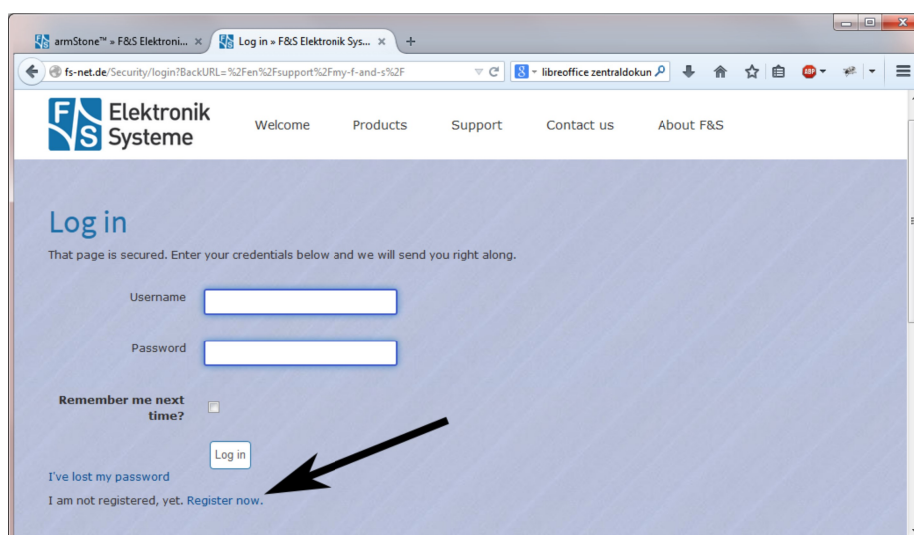 armStone™ » F&S Elektroni... ×
Log in » F&S Elektronik Sys... × +
fs-net.de/Security/login?BackURL=%2Fen%2Fsupport%2Fmy-f-and-s%2F
8 libreoffice zentraldokun
ABP
F&S Elektronik Systeme
Welcome Products Support Contact us About F&S
Log in
That page is secured. Enter your credentials below and we will send you right along.
Username
Password
Remember me next
time?
Log in
I've lost my password
I am not registered, yet. Register now.